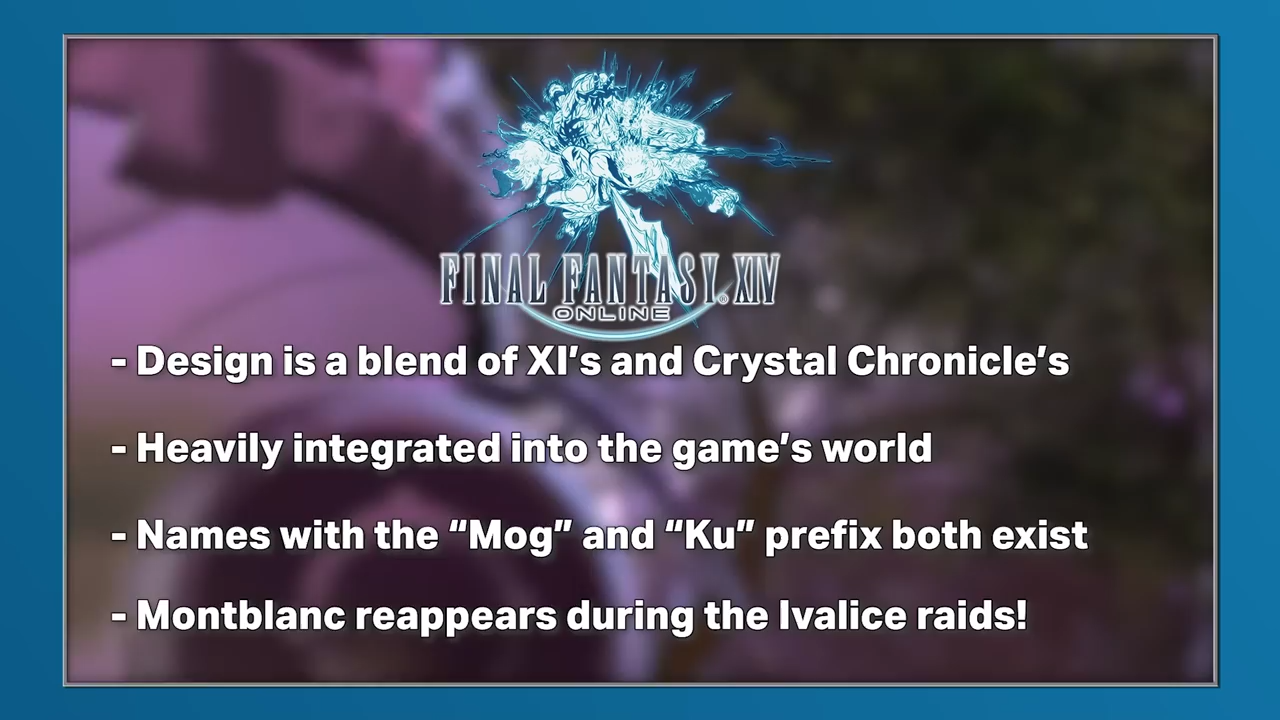 FINAL FANTASY® XIV
ONLINE
- Design is a blend of XI’s and Crystal Chronicle’s
- Heavily integrated into the game’s world
- Names with the “Mog” and “Ku” prefix both exist
- Montblanc reappears during the Ivalice raids!